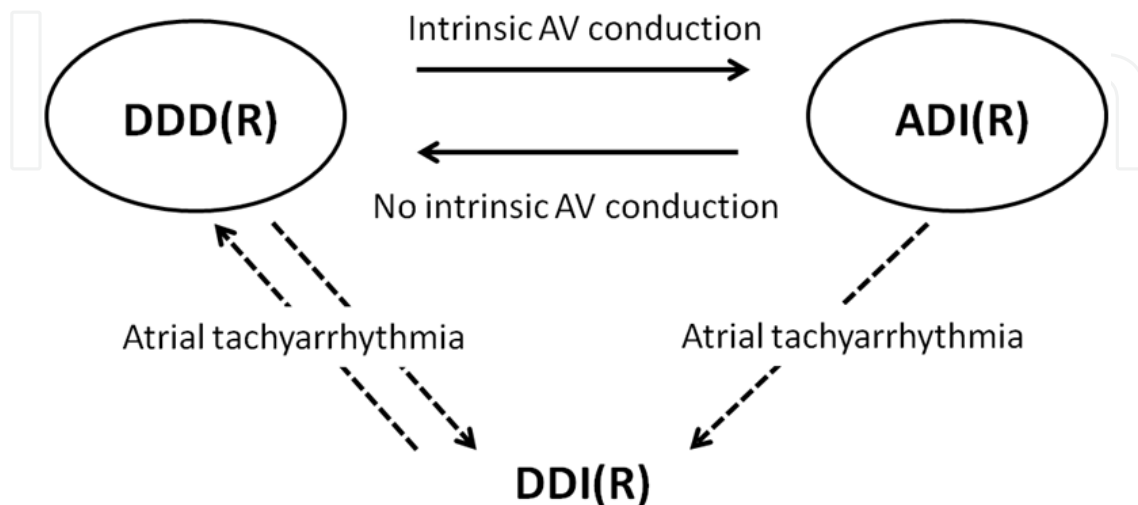 Intrinsic AV conduction
DDD(R)
ADI(R)
No intrinsic AV conduction
Atrial tachyarrhythmia
Atrial tachyarrhythmia
DDI(R)